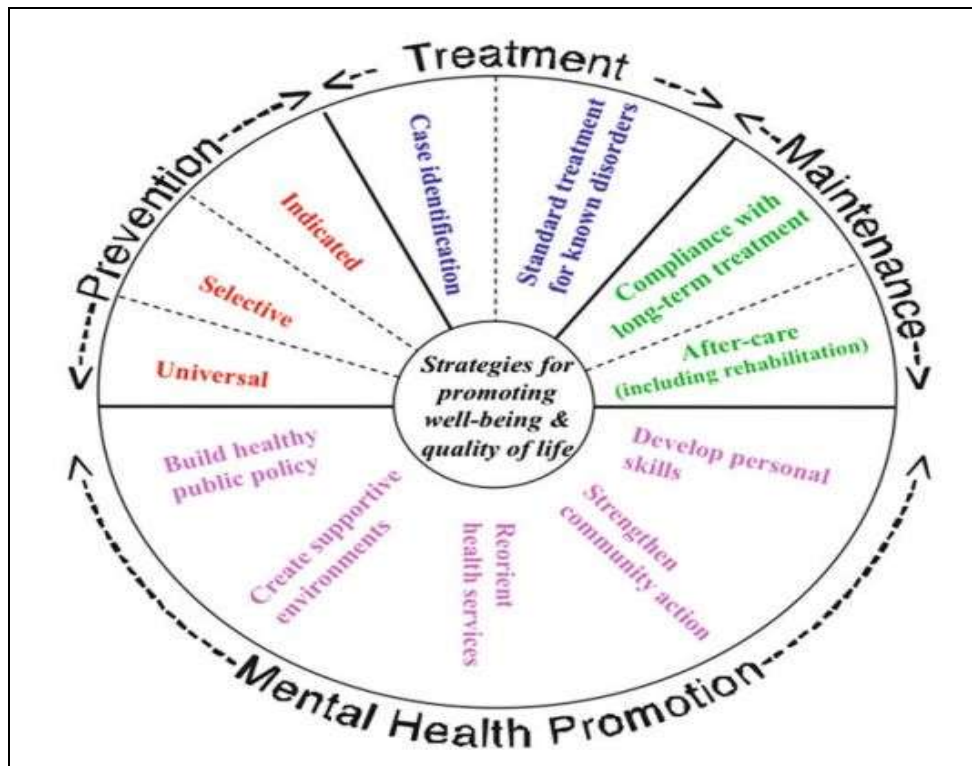 Treatment
Prevention
Maintenance
Case identification
Standard treatment
for known disorders
Indicated
Selective
Universal
Compliance with
long-term treatment
After-care
(including rehabilitation)
Strategies for
promoting
well-being &
quality of life
Build healthy
public policy
Create supportive
environments
Reorient
health services
Strengthen
community action
Develop personal
skills
Mental Health Promotion